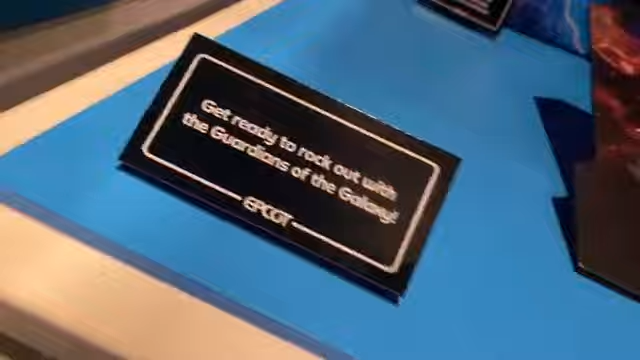 Get ready to rock out with
the Guardians of the Galaxy!
EPCOT